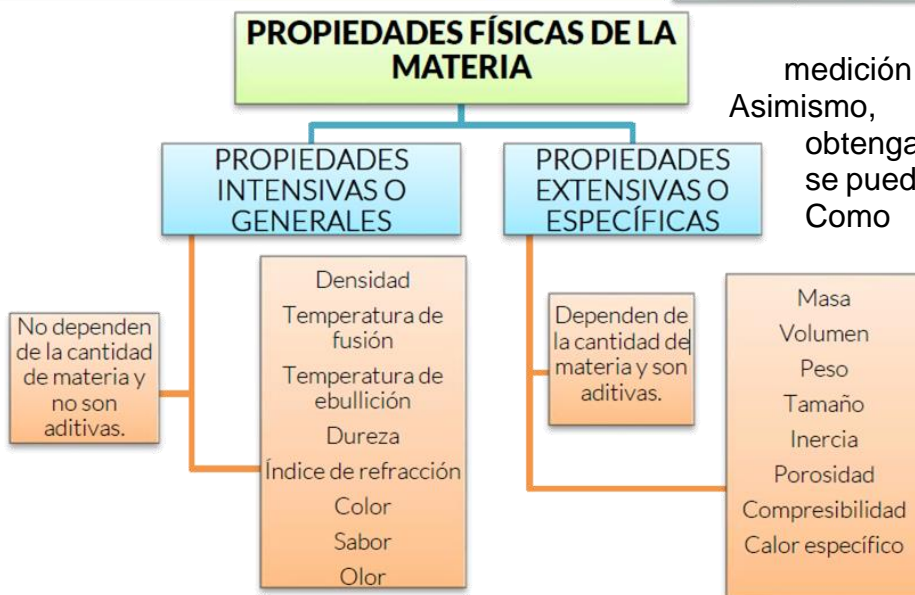 PROPIEDADES FÍSICAS DE LA
MATERIA
medición
Asimismo,
obtenga
se pued
Como
PROPIEDADES
INTENSIVAS O
GENERALES
PROPIEDADES
EXTENSIVAS O
ESPECÍFICAS
No dependen
de la cantidad
de materia y
no son
aditivas.
Densidad
Temperatura de
fusión
Temperatura de
ebullición
Dureza
Índice de refracción
Color
Sabor
Olor
Dependen de
la cantidad de
materia y son
aditivas.
Masa
Volumen
Peso
Tamaño
Inercia
Porosidad
Compresibilidad
Calor específico